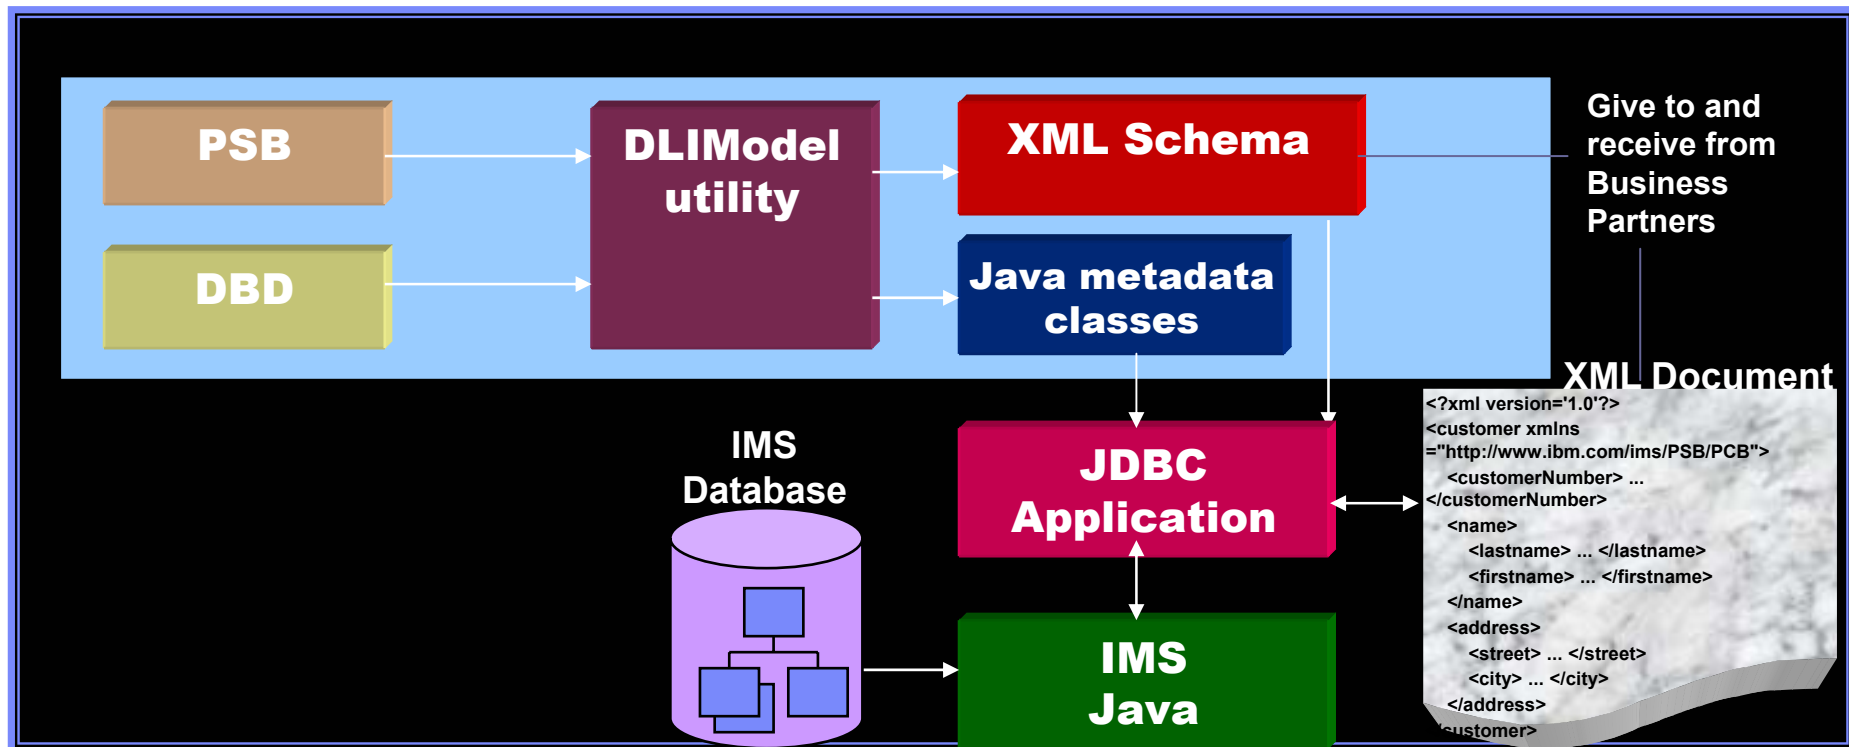 PSB
DLIModel
utility
XML Schema
Give to and
receive from
Business
Partners
DBD
Java metadata
classes
XML Document
IMS
Database
JDBC
Application
IMS
Java
<?xml version='1.0'?>
<customer xmlns
="http://www.ibm.com/ims/PSB/PCB">
<customerNumber> ...
</customerNumber>
<name>
<lastname> ... </lastname>
<firstname> ... </firstname>
</name>
<address>
<street> ... </street>
<city> ... </city>
</address>
</customer>